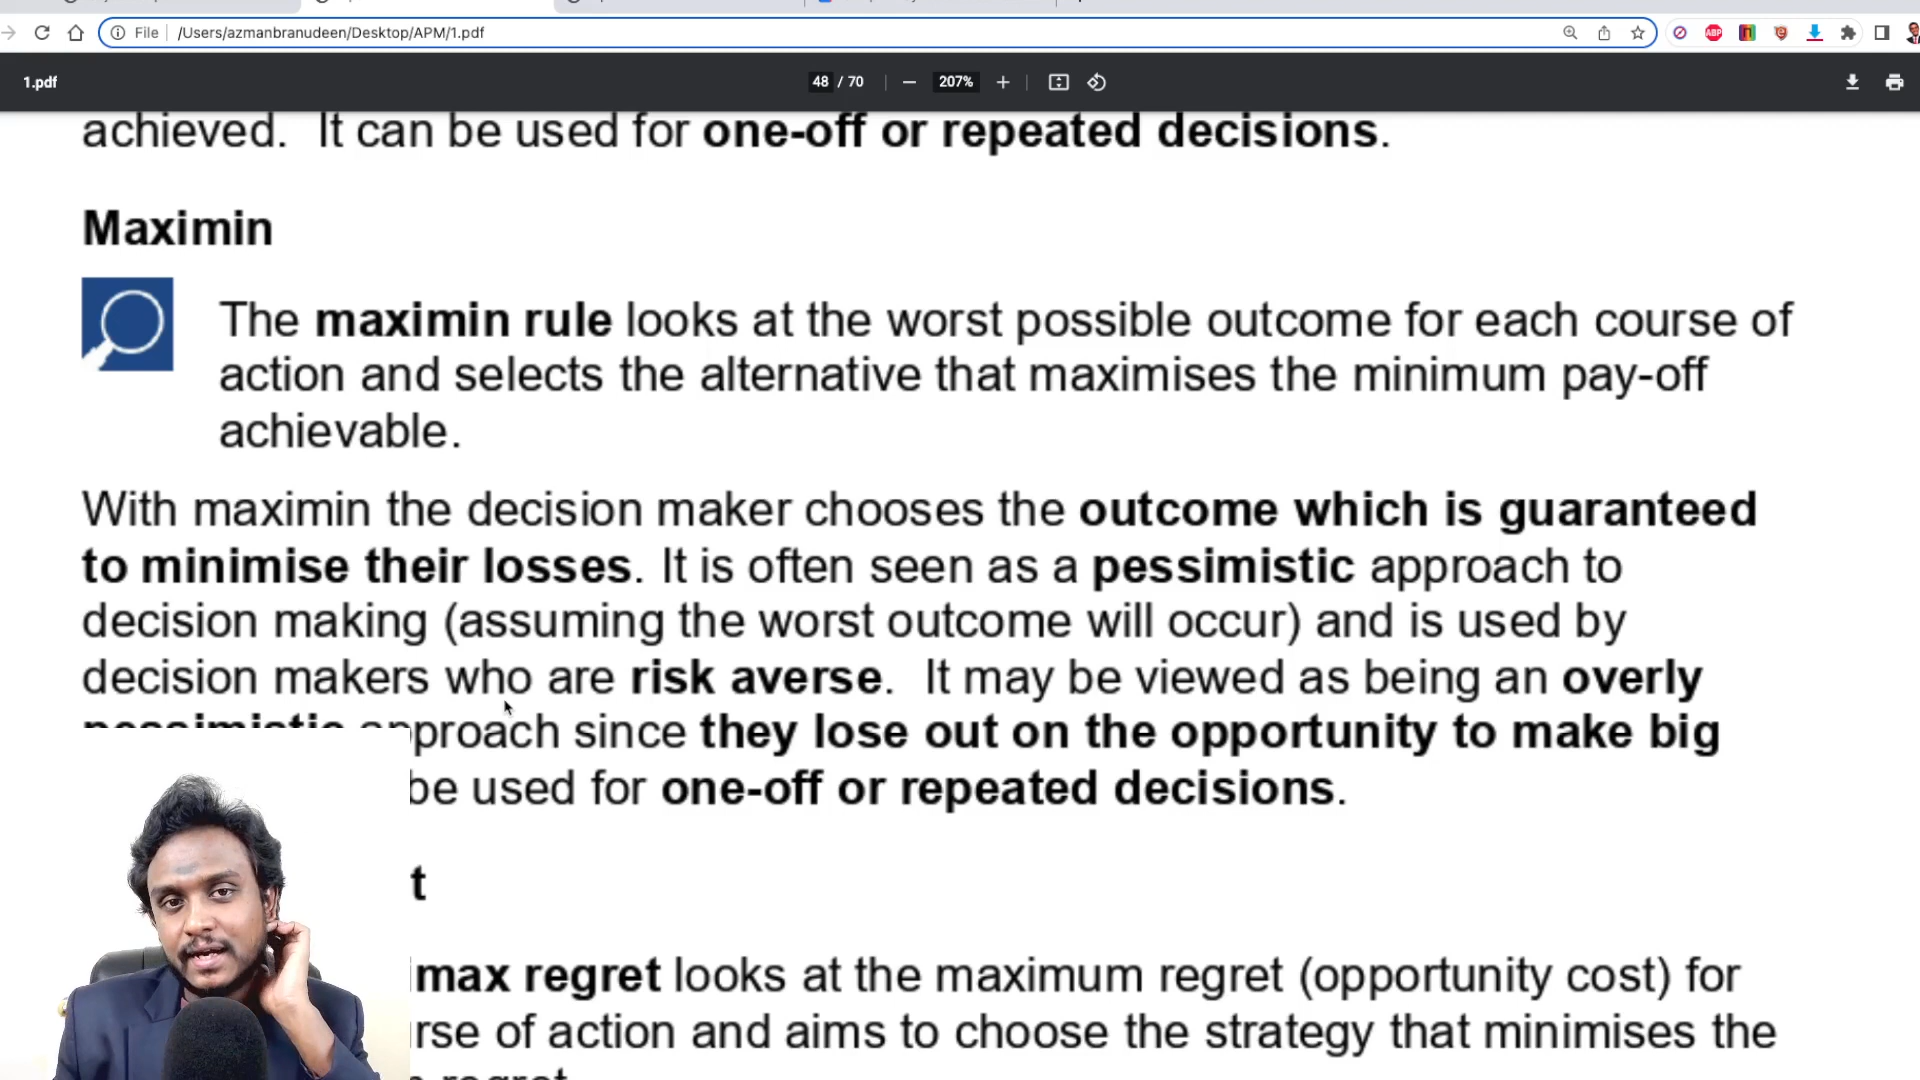 File
/Users/azmanbranudeen/Desktop/APM/1.pdf
ABP
1.pdf
48 / 70
207%
achieved. It can be used for one-off or repeated decisions.
Maximin
The maximin rule looks at the worst possible outcome for each course of
action and selects the alternative that maximises the minimum pay-off
achievable.
With maximin the decision maker chooses the outcome which is guaranteed
to minimise their losses. It is often seen as a pessimistic approach to
decision making (assuming the worst outcome will occur) and is used by
decision makers who are risk averse. It may be viewed as being an overly
pessimistic approach since they lose out on the opportunity to make big
be used for one-off or repeated decisions.
t
max regret looks at the maximum regret (opportunity cost) for
rse of action and aims to choose the strategy that minimises the
regret